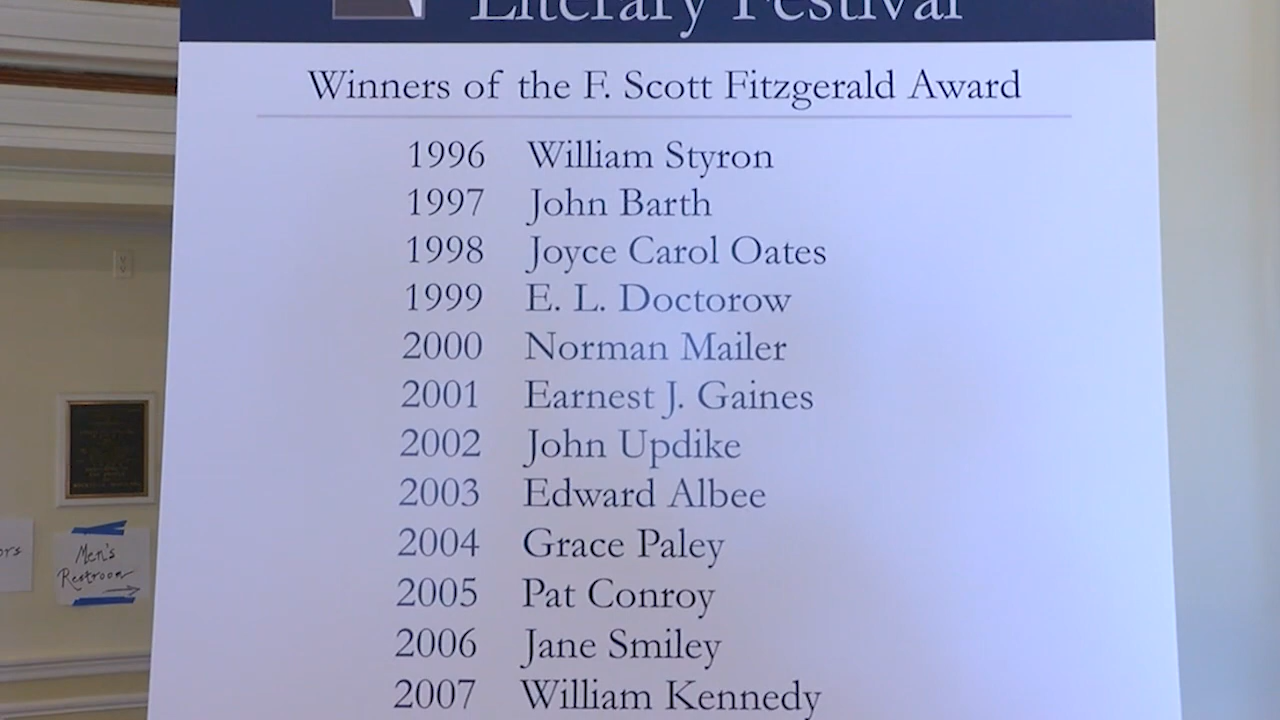 Literary Festival
Winners of the F. Scott Fitzgerald Award
1996 William Styron
1997 John Barth
1998 Joyce Carol Oates
1999 E. L. Doctorow
2000 Norman Mailer
2001 Earnest J. Gaines
2002 John Updike
2003 Edward Albee
2004 Grace Paley
2005 Pat Conroy
2006 Jane Smiley
2007 William Kennedy
Men's
Restroom